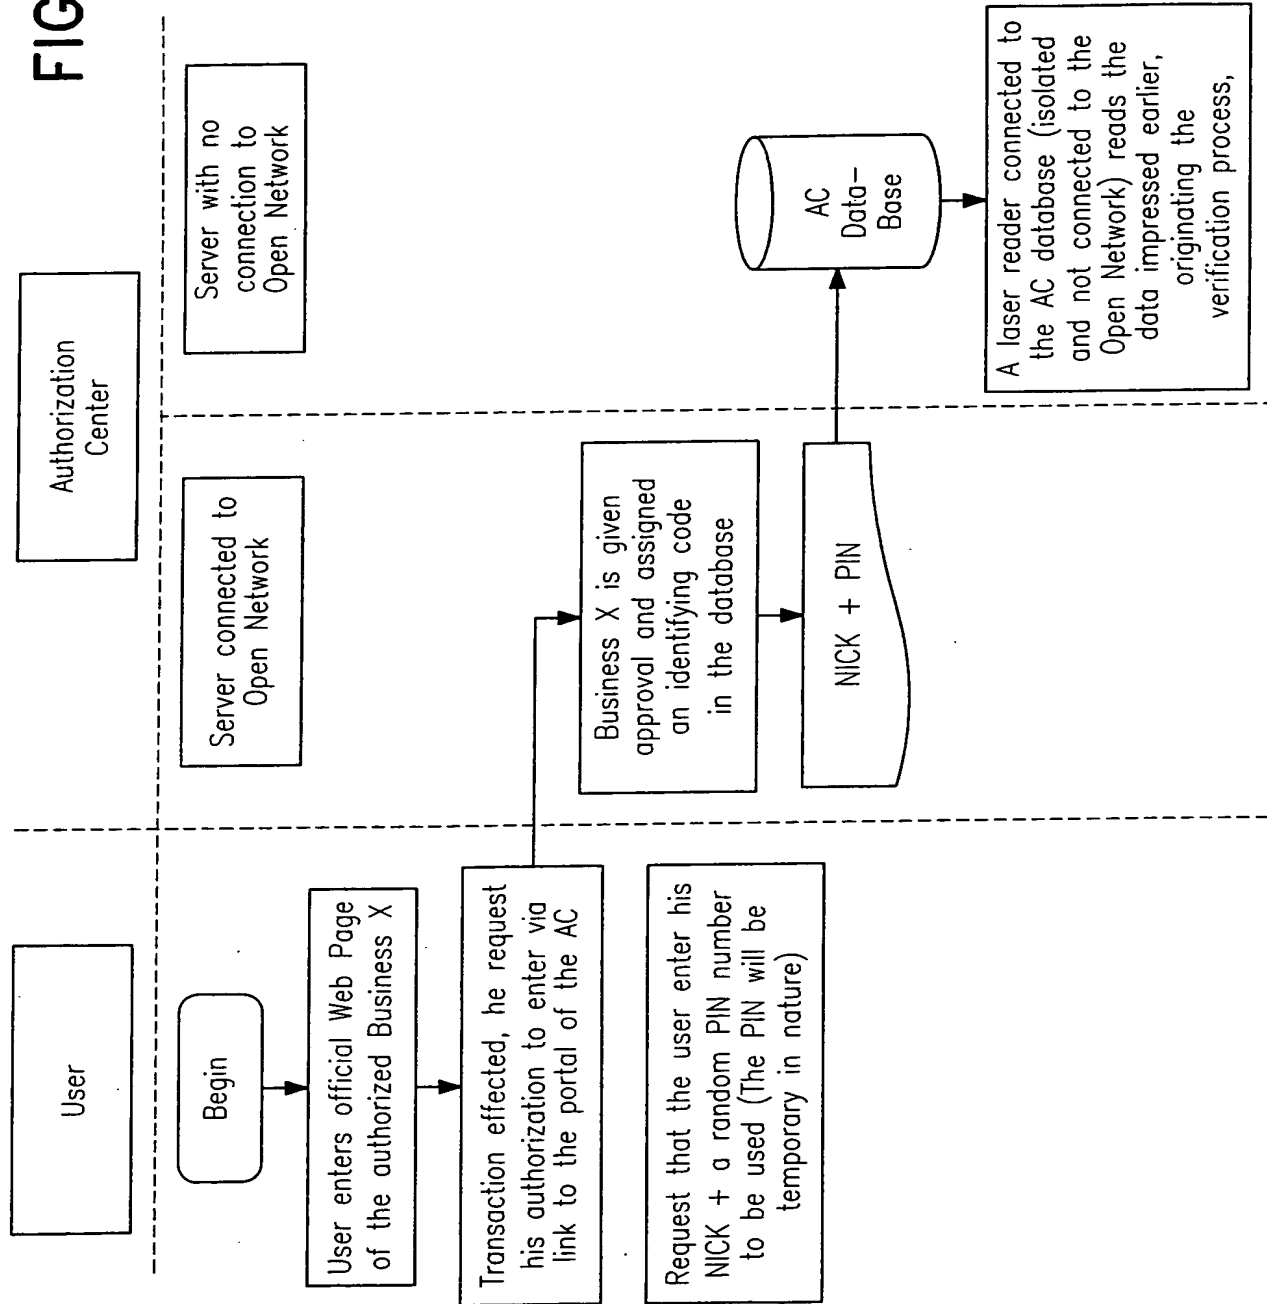 FIG
User
Authorization
Center
Server connected to
Open Network
Server with no
connection to
Open Network
Begin
User enters official Web Page
of the authorized Business X
Transaction effected, he request
his authorization to enter via
link to the portal of the AC
Business X is given
approval and assigned
an identifying code
in the database
Request that the user enter his
NICK + a random PIN number
to be used (The PIN will be
temporary in nature)
NICK + PIN
AC
Data-
Base
A laser reader connected to
the AC database (isolated
and not connected to the
Open Network) reads the
data impressed earlier,
originating the
verification process,